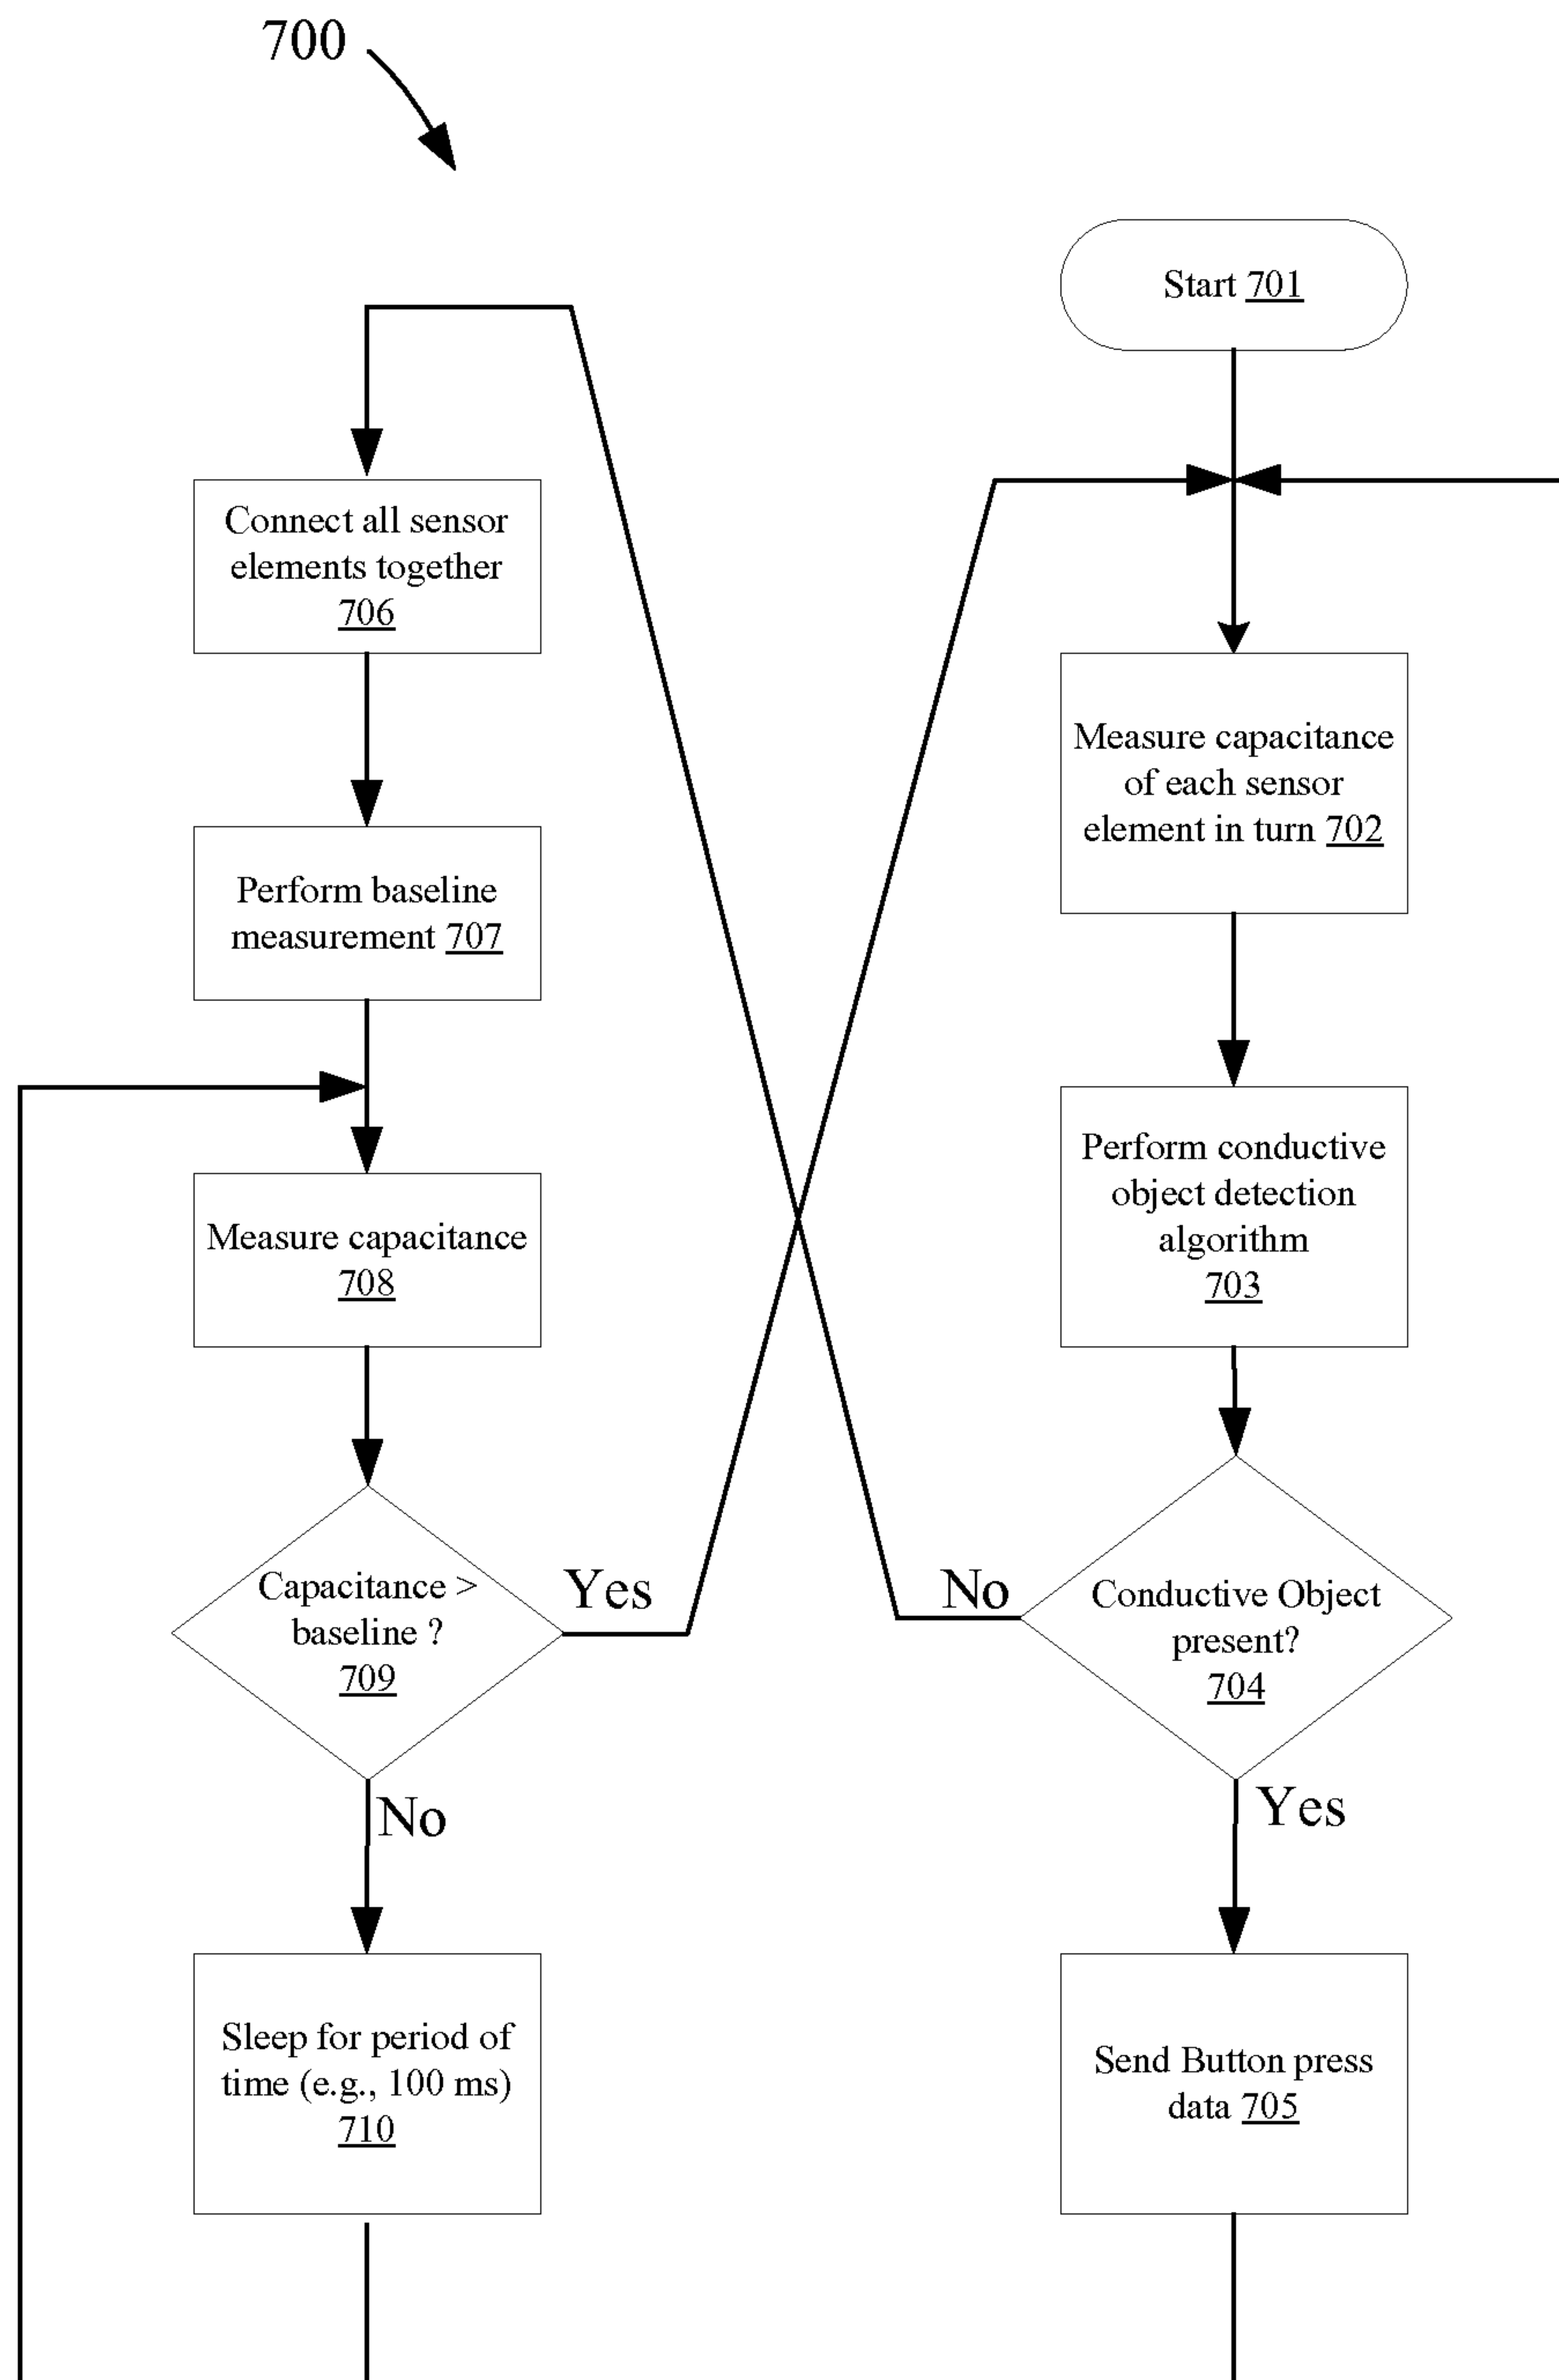 700
Start 701
Measure capacitance
of each sensor
element in turn 702
Perform conductive
object detection
algorithm
703
Conductive Object
present?
704
No
Yes
Send Button press
data 705
Connect all sensor
elements together
706
Perform baseline
measurement 707
Measure capacitance
708
Capacitance >
baseline ?
709
Yes
No
Sleep for period of
time (e.g., 100 ms)
710